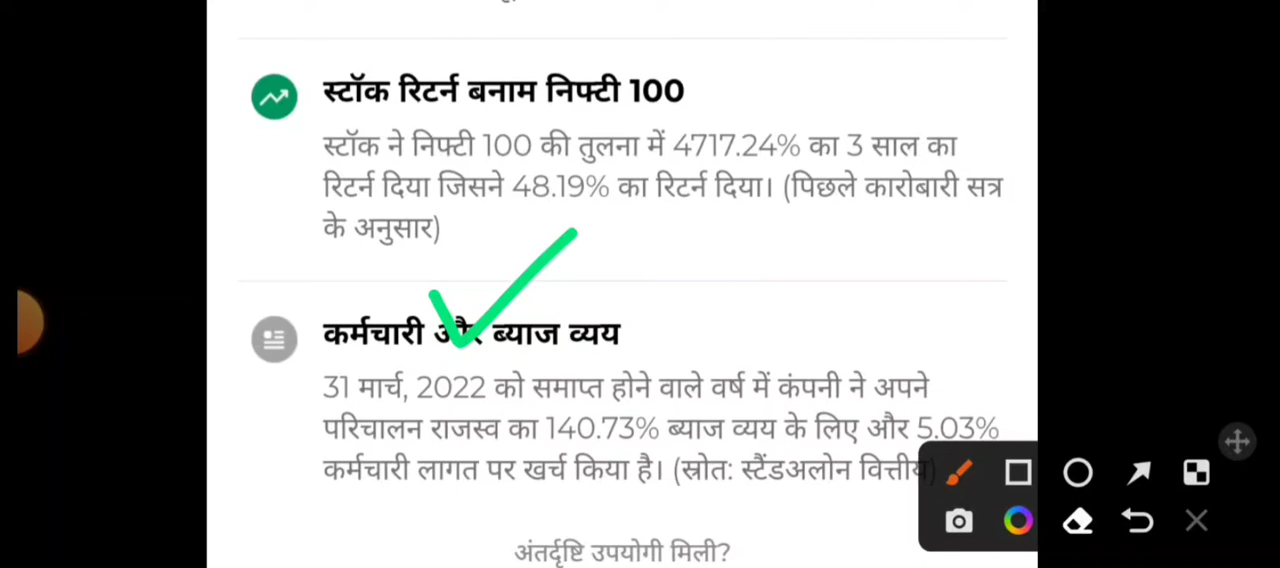 स्टॉक रिटर्न बनाम निफ्टी 100
स्टॉक ने निफ्टी 100 की तुलना में 4717.24% का 3 साल का
रिटर्न दिया जिसने 48.19% का रिटर्न दिया। (पिछले कारोबारी सत्र
के अनुसार)
कर्मचारी और ब्याज व्यय
31 मार्च, 2022 को समाप्त होने वाले वर्ष में कंपनी ने अपने
परिचालन राजस्व का 140.73% ब्याज व्यय के लिए और 5.03%
कर्मचारी लागत पर खर्च किया है। (स्रोत: स्टैंडअलोन वित्तीय)
अंतर्दृष्टि उपयोगी मिली?